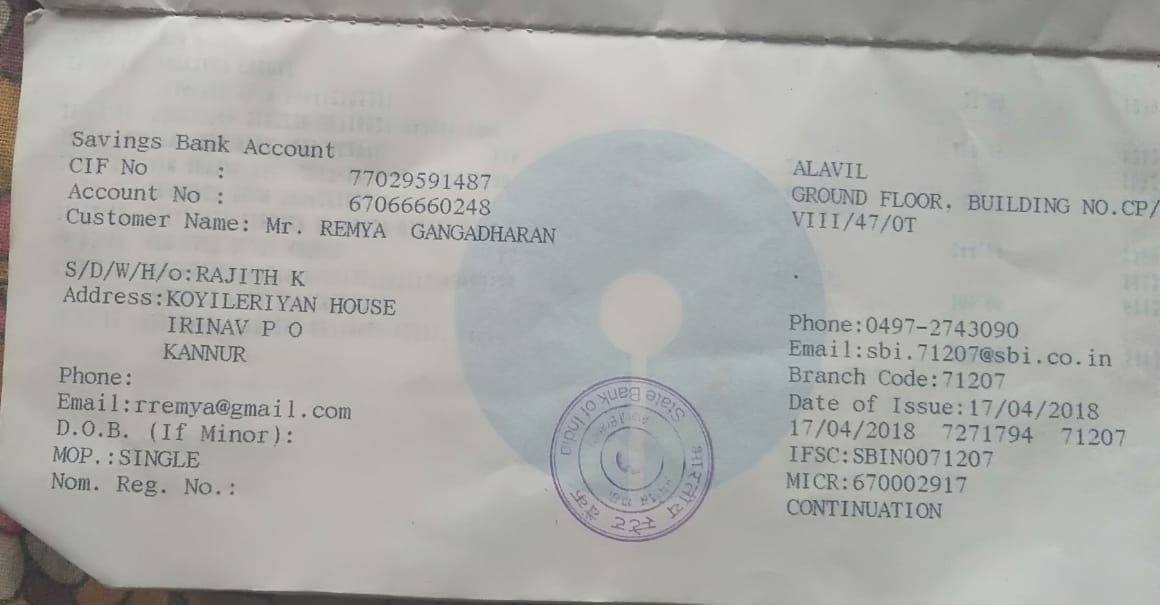 Savings Bank Account
CIF No : 77029591487
Account No : 67066660248
Customer Name: Mr. REMYA GANGADHARAN
S/D/W/H/o:RAJITH K
Address:KOYILERIYAN HOUSE
IRINAV P O
KANNUR
Phone:
Email:rremya@gmail.com
D.O.B. (If Minor):
MOP.:SINGLE
Nom. Reg. No.:
ALAVIL
GROUND FLOOR, BUILDING NO.CP/
VIII/47/0T
.
Phone:0497-2743090
Email:sbi.71207@sbi.co.in
Branch Code:71207
Date of Issue:17/04/2018
17/04/2018 7271794 71207
IFSC:SBIN0071207
MICR:670002917
CONTINUATION
भारतीय स्टेट बैंक
State Bank of India